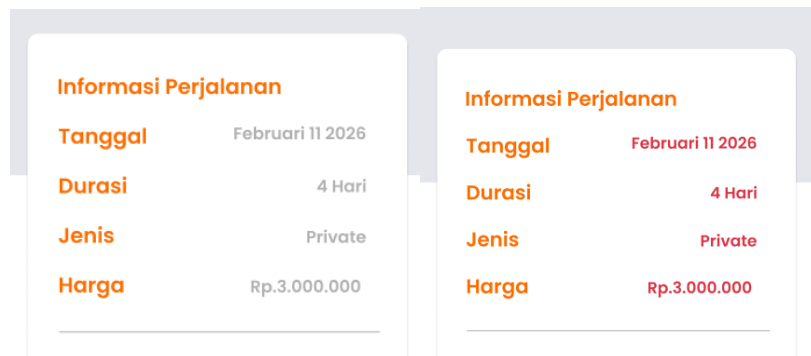 Informasi Perjalanan
Tanggal Februari 11 2026
Durasi 4 Hari
Jenis Private
Harga Rp.3.000.000
Informasi Perjalanan
Tanggal Februari 11 2026
Durasi 4 Hari
Jenis Private
Harga Rp.3.000.000